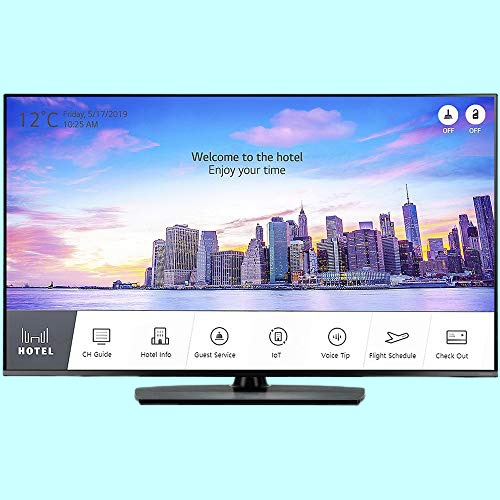 12°C
Friday, 5/17/2019
10:25 AM
OFF
OFF
Welcome to the hotel
Enjoy your time
HOTEL
CH Guide
Hotel Info
Guest Service
IoT
Voice Tip
Flight Schedule
Check Out